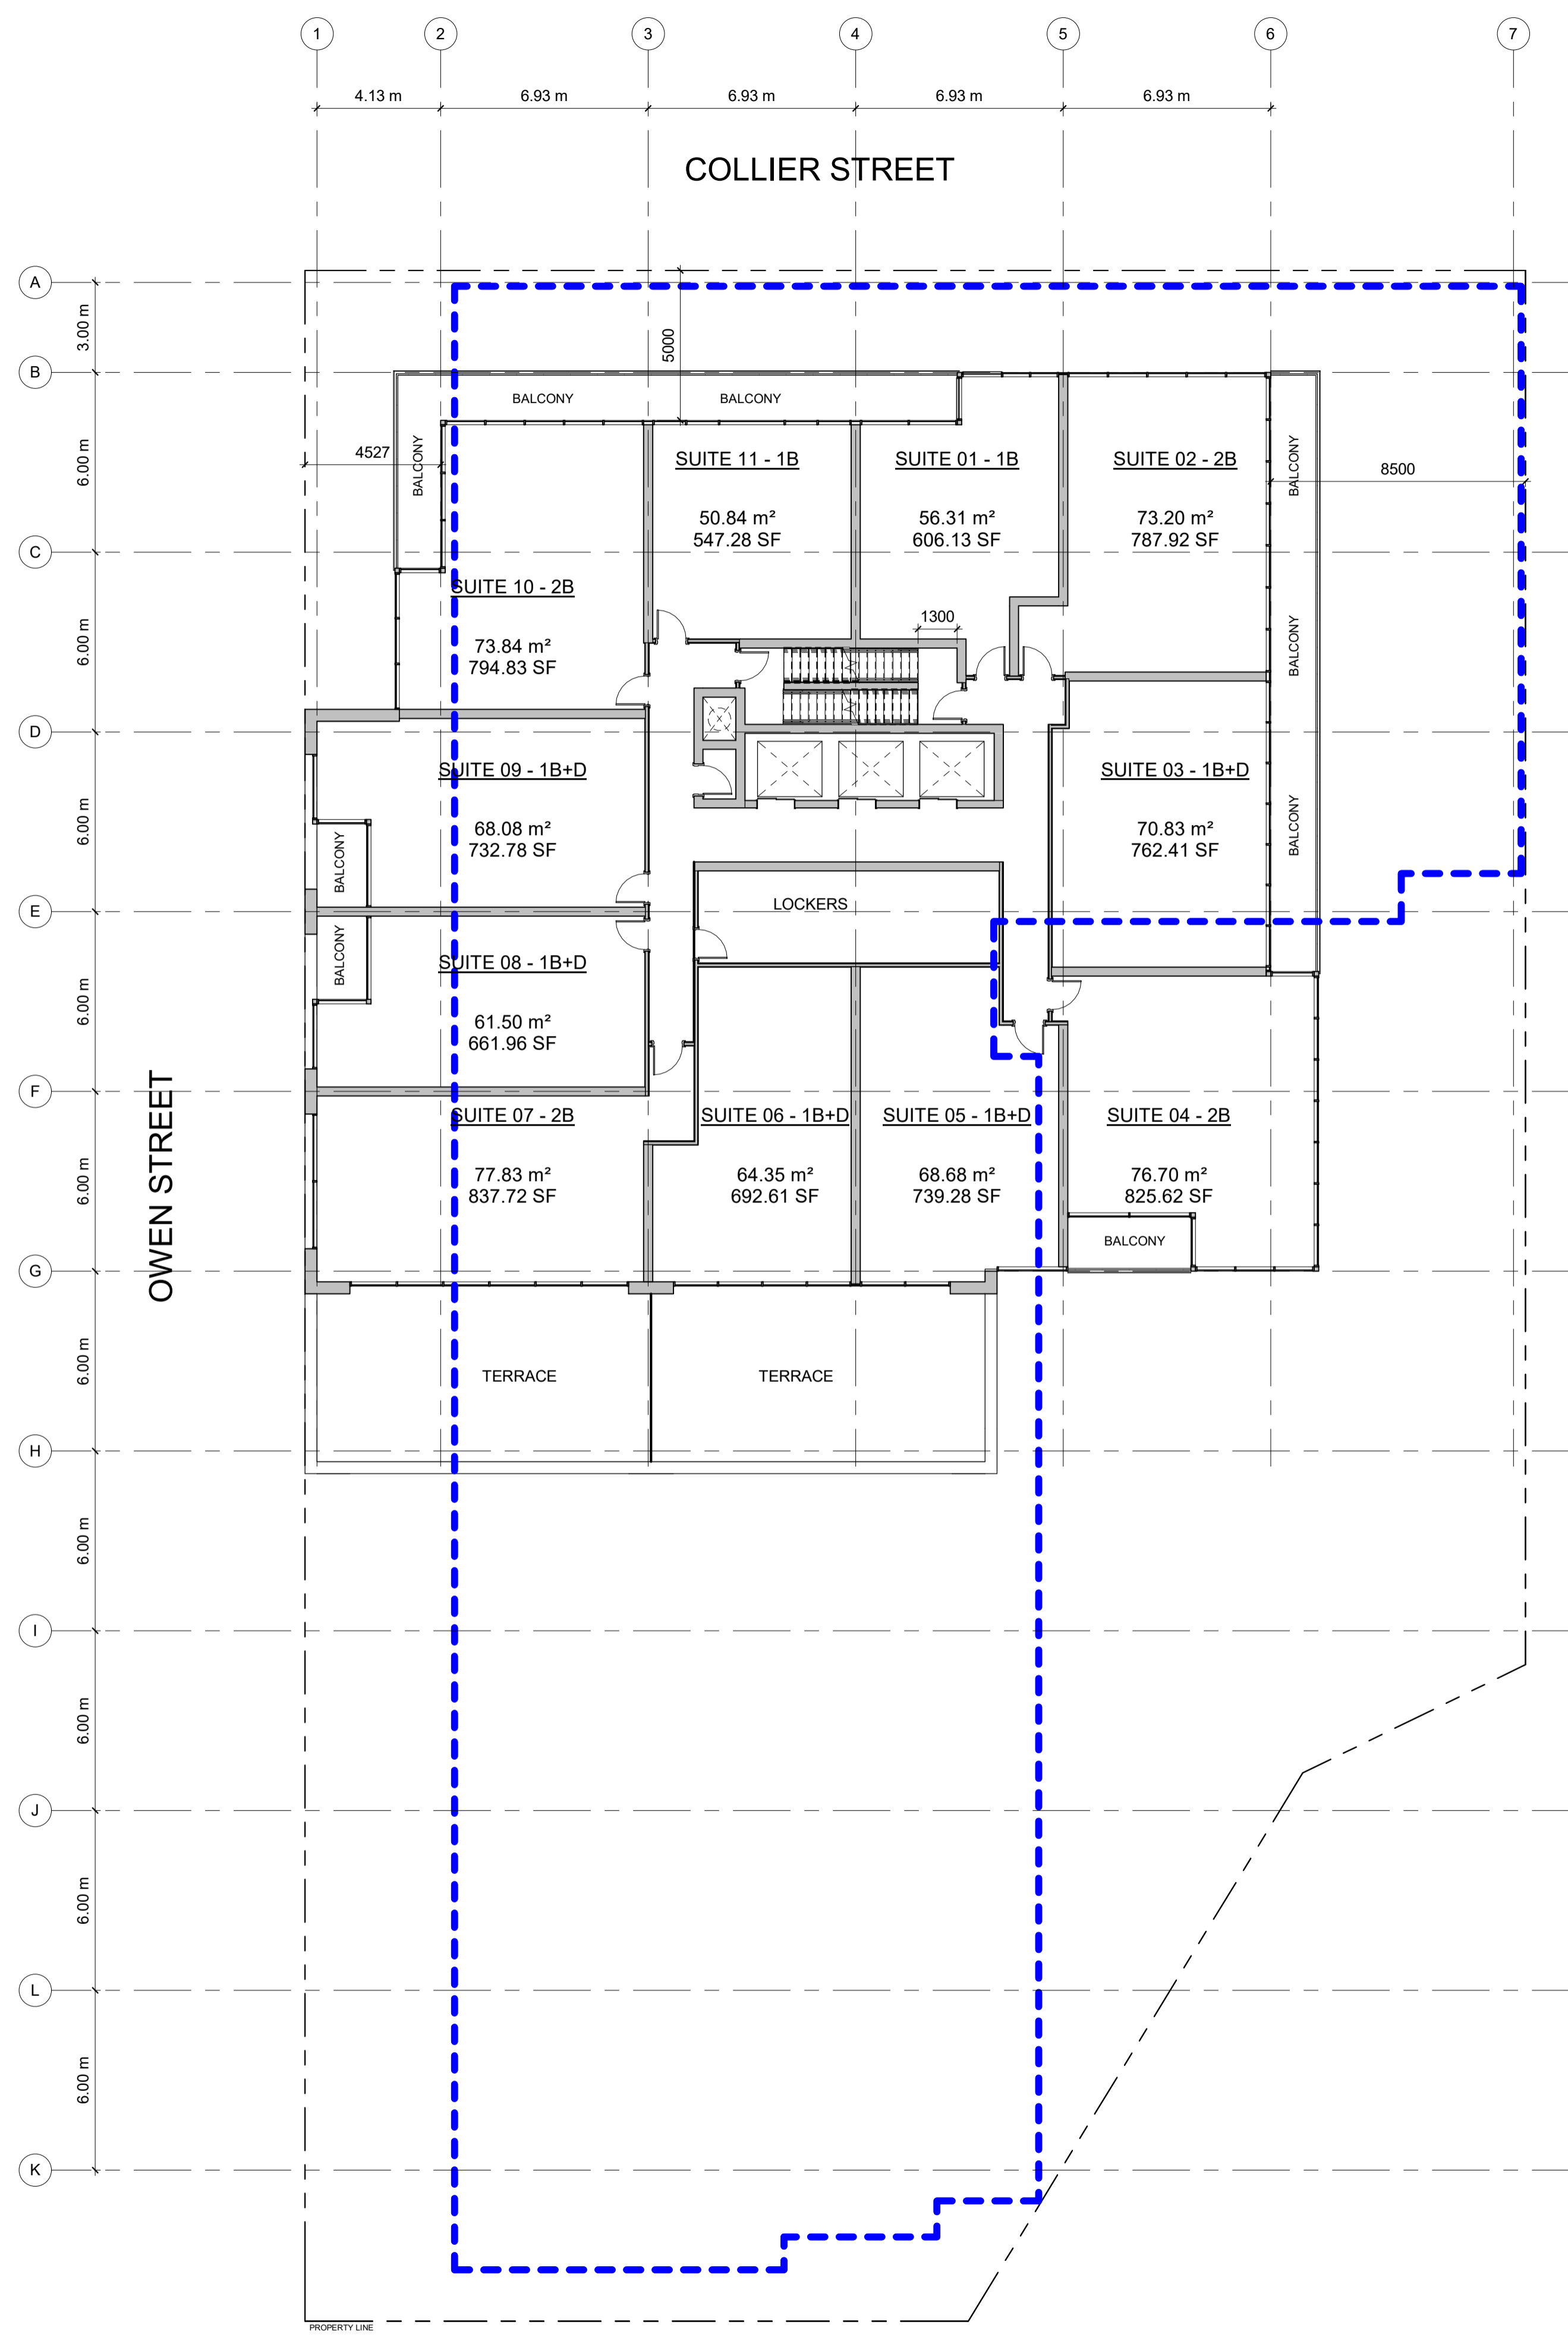 1 2 3 4 5 6 7
4.13 m 6.93 m 6.93 m 6.93 m 6.93 m
COLLIER STREET
A
3.00 m
5000
B
BALCONY BALCONY
6.00 m
4527
BALCONY
SUITE 11 - 1B
50.84 m²
547.28 SF
SUITE 01 - 1B
56.31 m²
606.13 SF
SUITE 02 - 2B
73.20 m²
787.92 SF
BALCONY
8500
C
SUITE 10 - 2B
73.84 m²
794.83 SF
6.00 m
1300
BALCONY
D
SUITE 09 - 1B+D
68.08 m²
732.78 SF
SUITE 03 - 1B+D
70.83 m²
762.41 SF
6.00 m
BALCONY
BALCONY
E
LOCKERS
BALCONY
SUITE 08 - 1B+D
61.50 m²
661.96 SF
6.00 m
F
OWEN STREET
SUITE 07 - 2B
77.83 m²
837.72 SF
SUITE 06 - 1B+D
64.35 m²
692.61 SF
SUITE 05 - 1B+D
68.68 m²
739.28 SF
SUITE 04 - 2B
76.70 m²
825.62 SF
6.00 m
BALCONY
G
6.00 m
TERRACE TERRACE
H
6.00 m
I
6.00 m
J
6.00 m
L
6.00 m
K
PROPERTY LINE